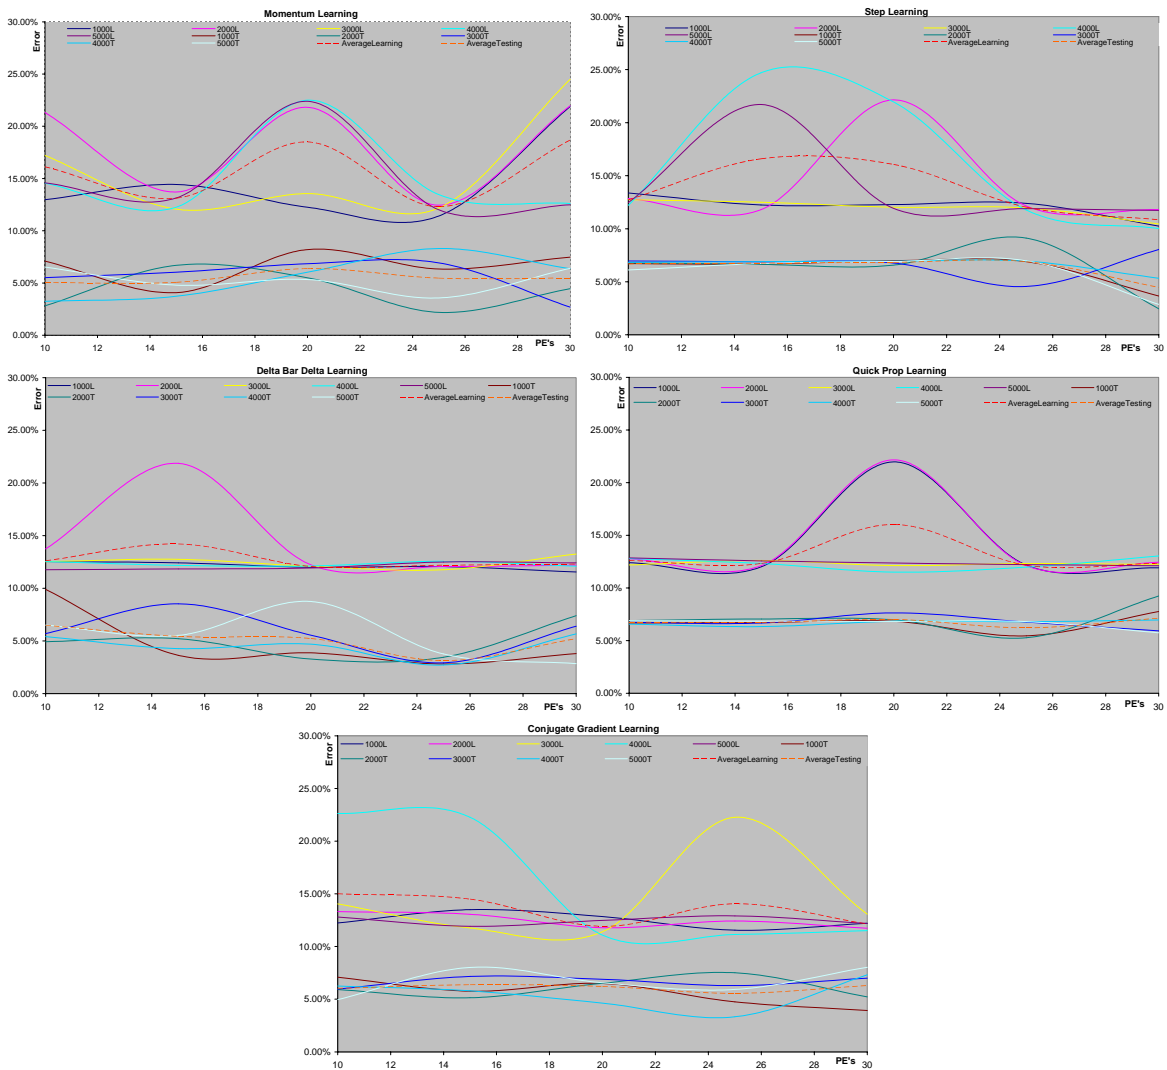 Momentum Learning
30.00%
Error
1000L 2000L 3000L 4000L
5000L 1000T 2000T 3000T
4000T 5000T AverageLearning AverageTesting
25.00%
20.00%
15.00%
10.00%
5.00%
0.00%
10 12 14 16 18 20 22 24 26 28 30
PE's
Step Learning
30.00%
Error
1000L 2000L 3000L 4000L
5000L 1000T 2000T 3000T
4000T 5000T AverageLearning AverageTesting
25.00%
20.00%
15.00%
10.00%
5.00%
0.00%
10 12 14 16 18 20 22 24 26 28 30
PE's
Delta Bar Delta Learning
30.00%
Error
1000L 2000L 3000L 4000L 5000L 1000T
2000T 3000T 4000T 5000T AverageLearning AverageTesting
25.00%
20.00%
15.00%
10.00%
5.00%
0.00%
10 12 14 16 18 20 22 24 26 28 30
PE's
Quick Prop Learning
30.00%
Error
1000L 2000L 3000L 4000L 5000L 1000T
2000T 3000T 4000T 5000T AverageLearning AverageTesting
25.00%
20.00%
15.00%
10.00%
5.00%
0.00%
10 12 14 16 18 20 22 24 26 28 30
PE's
Conjugate Gradient Learning
30.00%
Error
1000L 2000L 3000L 4000L 5000L 1000T
2000T 3000T 4000T 5000T AverageLearning AverageTesting
25.00%
20.00%
15.00%
10.00%
5.00%
0.00%
10 12 14 16 18 20 22 24 26 28 30
PE's